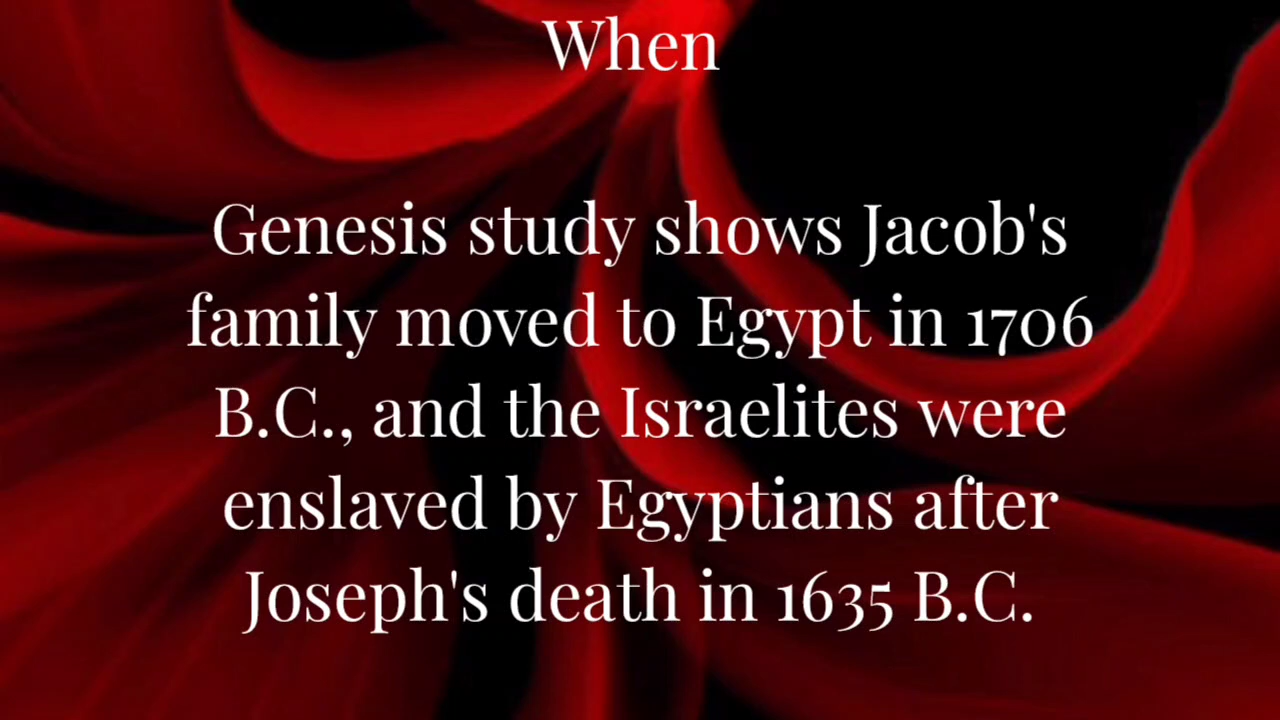 When
Genesis study shows Jacob's
family moved to Egypt in 1706
B.C., and the Israelites were
enslaved by Egyptians after
Joseph's death in 1635 B.C.